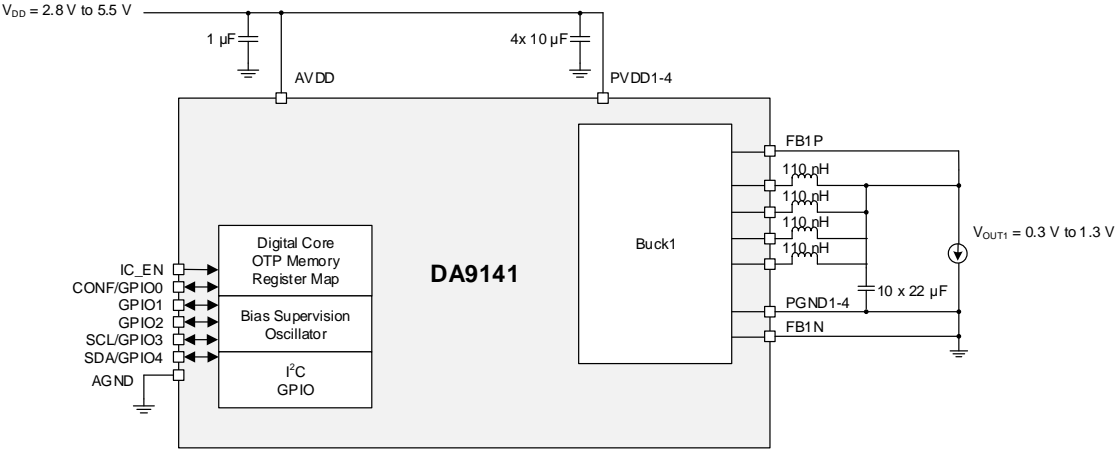 V_DD = 2.8 V to 5.5 V
1 µF
4x 10 µF
AVDD
PVDD1-4
FB1P
110 nH
110 nH
110 nH
110 nH
Buck1
V_OUT1 = 0.3 V to 1.3 V
10 x 22 µF
PGND1-4
FB1N
DA9141
Digital Core
OTP Memory
Register Map
Bias Supervision
Oscillator
I²C
GPIO
IC_EN
CONF/GPIO0
GPIO1
GPIO2
SCL/GPIO3
SDA/GPIO4
AGND